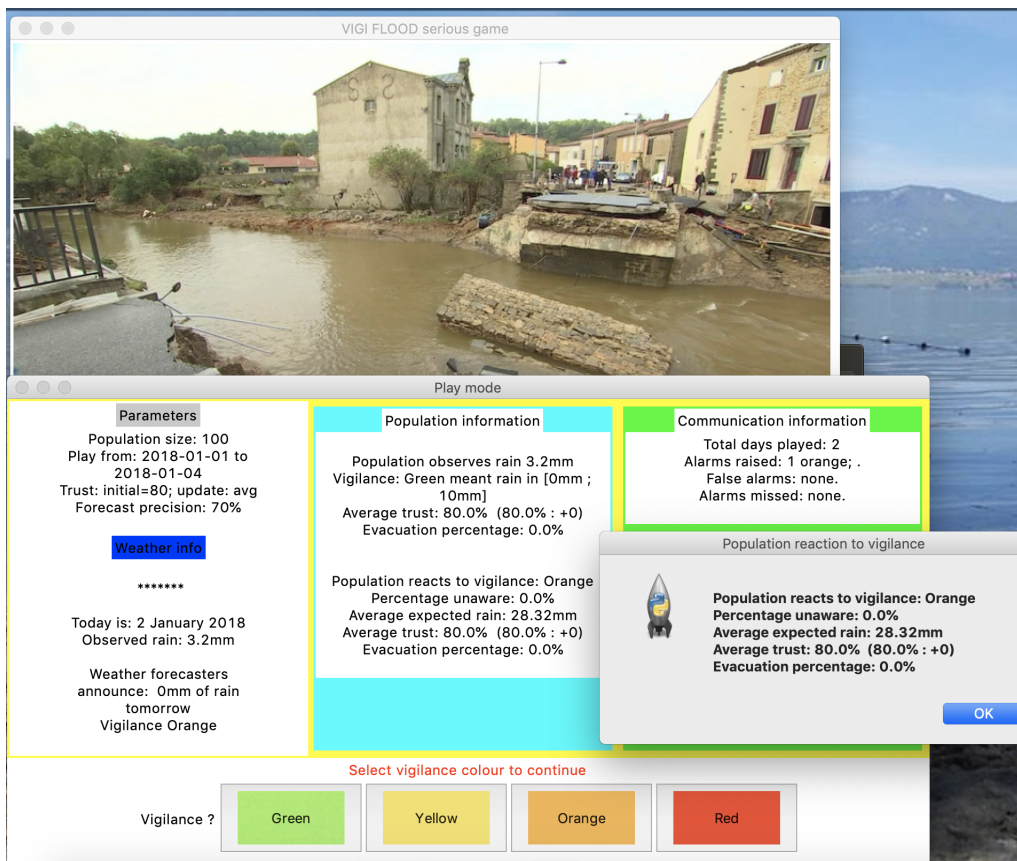 VIGI FLOOD serious game
Play mode
Parameters
Population size: 100
Play from: 2018-01-01 to
2018-01-04
Trust: initial=80; update: avg
Forecast precision: 70%
Weather info
*******
Today is: 2 January 2018
Observed rain: 3.2mm
Weather forecasters
announce:  0mm of rain
tomorrow
Vigilance Orange
Population information
Population observes rain 3.2mm
Vigilance: Green meant rain in [0mm ;
10mm]
Average trust: 80.0%  (80.0% : +0)
Evacuation percentage: 0.0%
Population reacts to vigilance: Orange
Percentage unaware: 0.0%
Average expected rain: 28.32mm
Average trust: 80.0%  (80.0% : +0)
Evacuation percentage: 0.0%
Communication information
Total days played: 2
Alarms raised: 1 orange; .
False alarms: none.
Alarms missed: none.
Population reaction to vigilance
Population reacts to vigilance: Orange
Percentage unaware: 0.0%
Average expected rain: 28.32mm
Average trust: 80.0%  (80.0% : +0)
Evacuation percentage: 0.0%
OK
Select vigilance colour to continue
Vigilance ?
Green
Yellow
Orange
Red